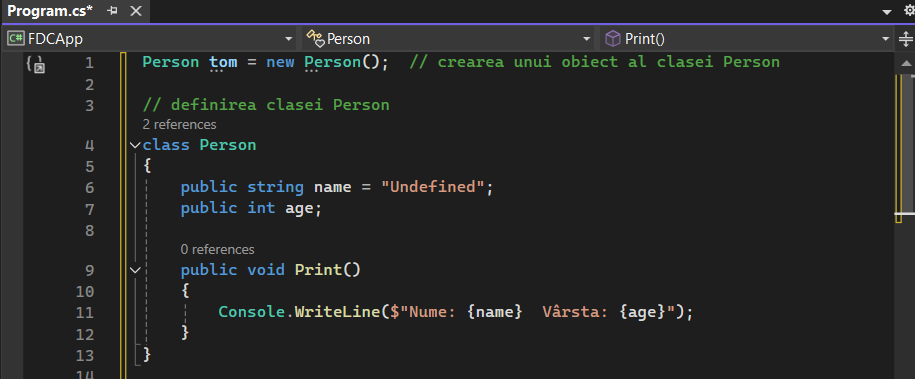 Program.cs*
C# FDCApp Person Print()
1 Person tom = new Person();  // crearea unui obiect al clasei Person
2
3 // definirea clasei Person
2 references
4 class Person
5 {
6 public string name = "Undefined";
7 public int age;
8
0 references
9 public void Print()
10 {
11 Console.WriteLine($"Nume: {name}  Vârsta: {age}");
12 }
13 }
14